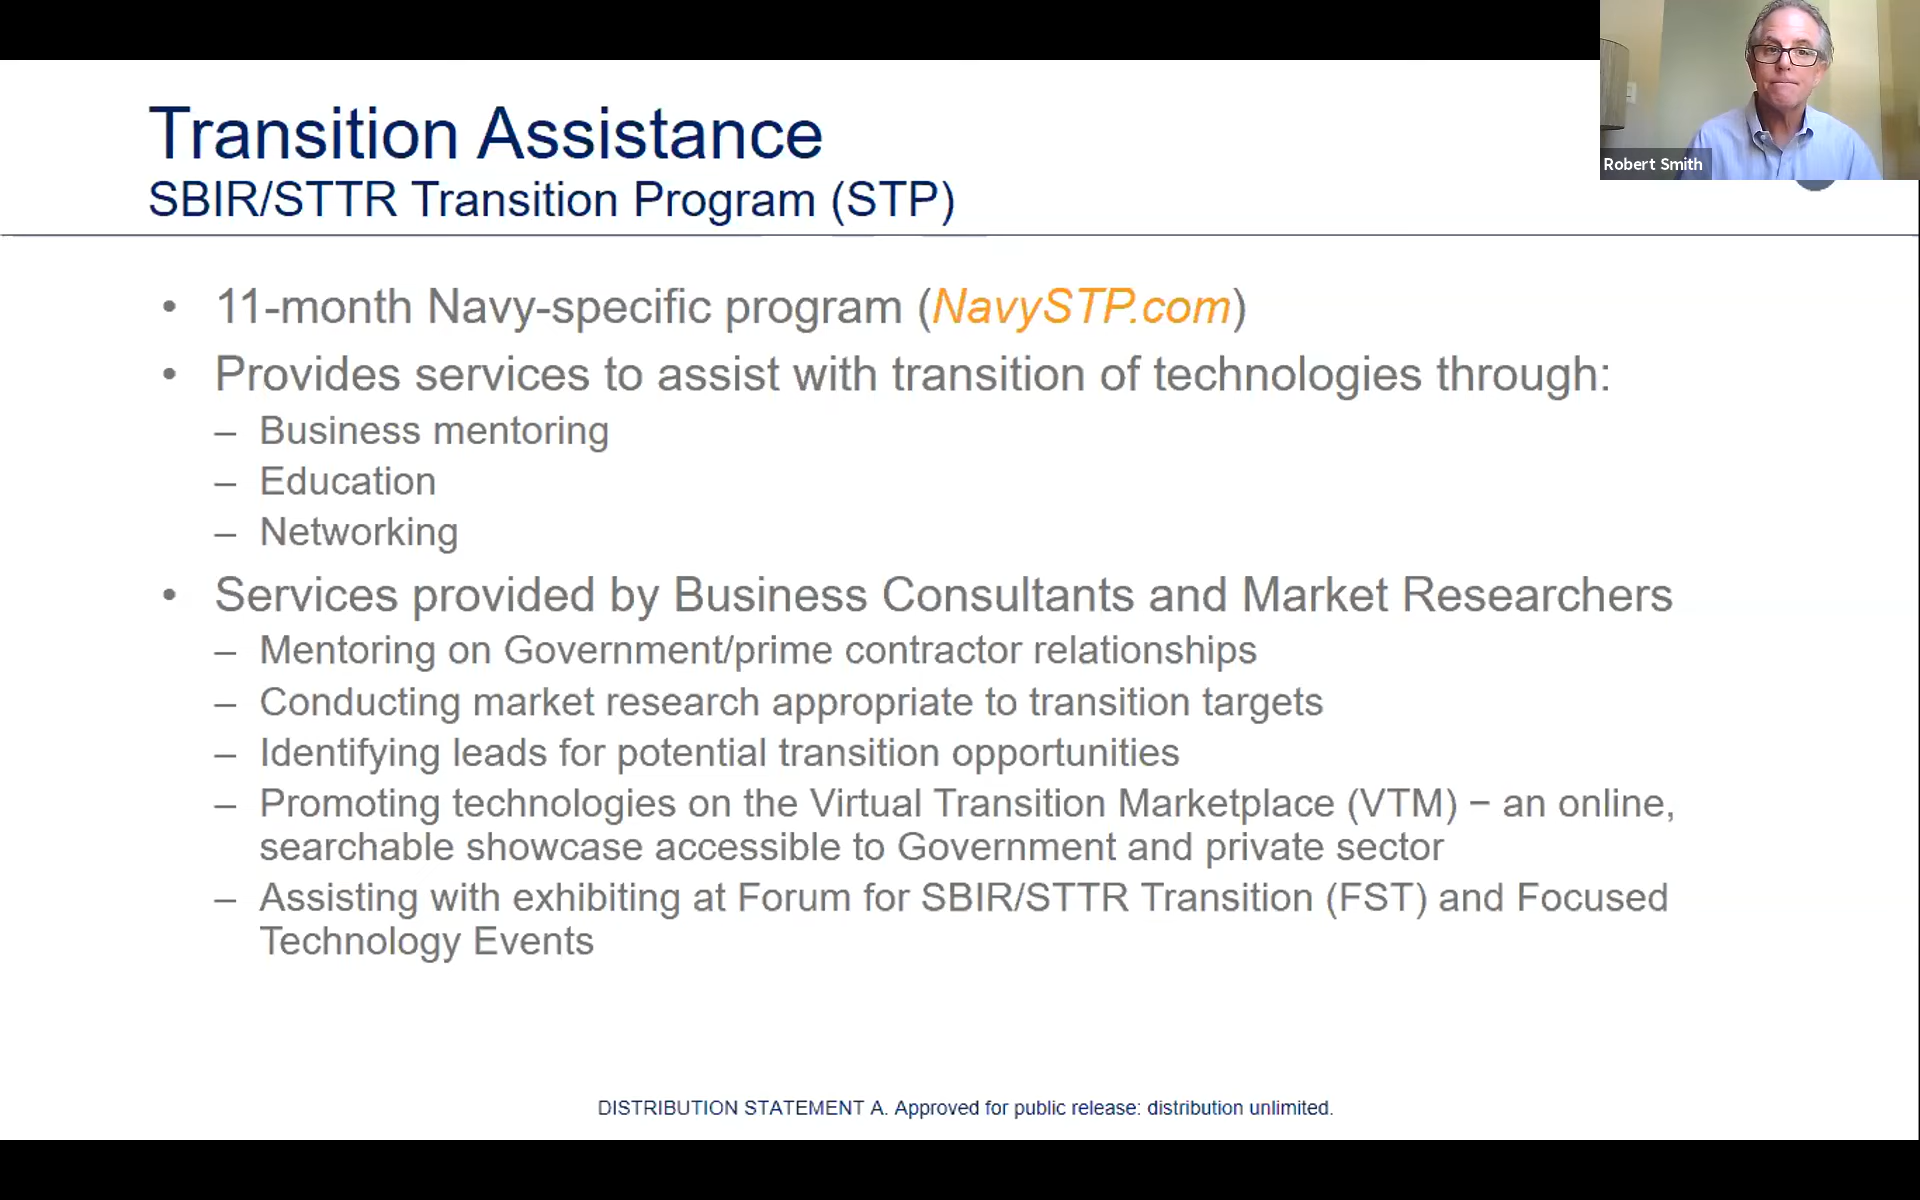 Robert Smith
Transition Assistance
SBIR/STTR Transition Program (STP)
• 11-month Navy-specific program (NavySTP.com)
• Provides services to assist with transition of technologies through:
– Business mentoring
– Education
– Networking
• Services provided by Business Consultants and Market Researchers
– Mentoring on Government/prime contractor relationships
– Conducting market research appropriate to transition targets
– Identifying leads for potential transition opportunities
– Promoting technologies on the Virtual Transition Marketplace (VTM) − an online,
searchable showcase accessible to Government and private sector
– Assisting with exhibiting at Forum for SBIR/STTR Transition (FST) and Focused
Technology Events
DISTRIBUTION STATEMENT A. Approved for public release: distribution unlimited.